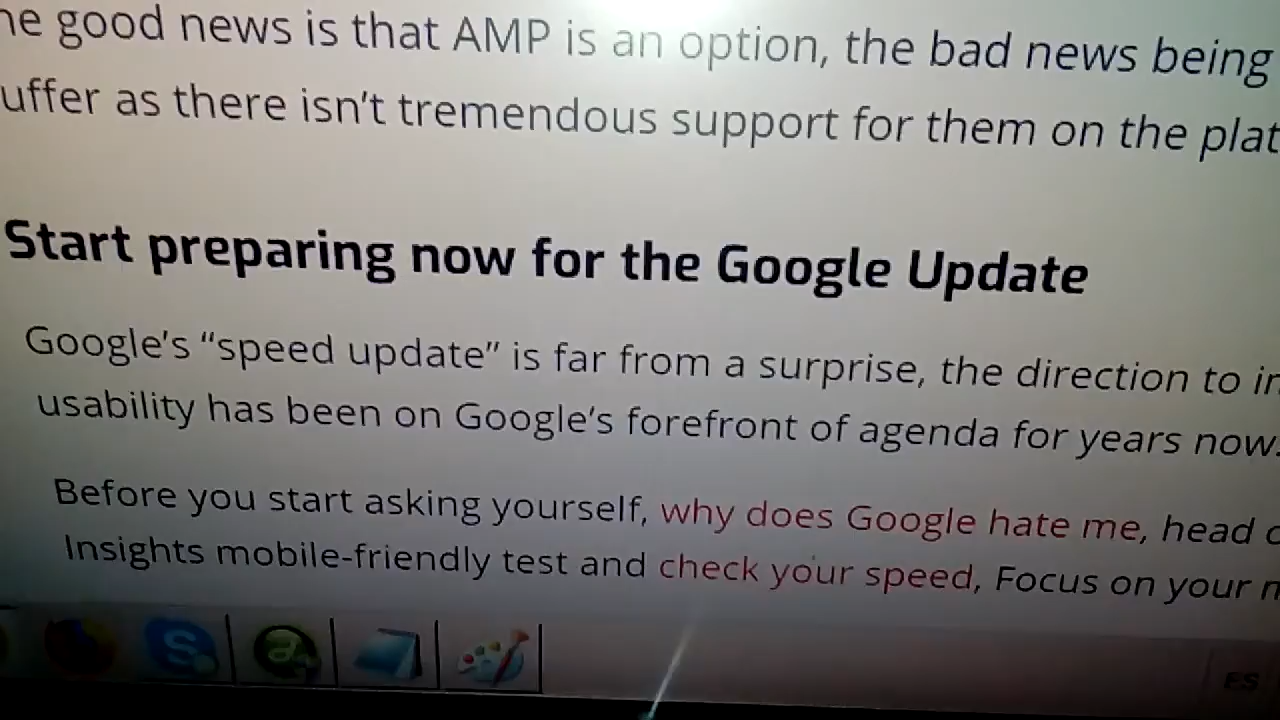 he good news is that AMP is an option, the bad news being
uffer as there isn't tremendous support for them on the plat
Start preparing now for the Google Update
Google's “speed update” is far from a surprise, the direction to in
usability has been on Google's forefront of agenda for years now.
Before you start asking yourself, why does Google hate me, head o
Insights mobile-friendly test and check your speed, Focus on your m
S a
ES